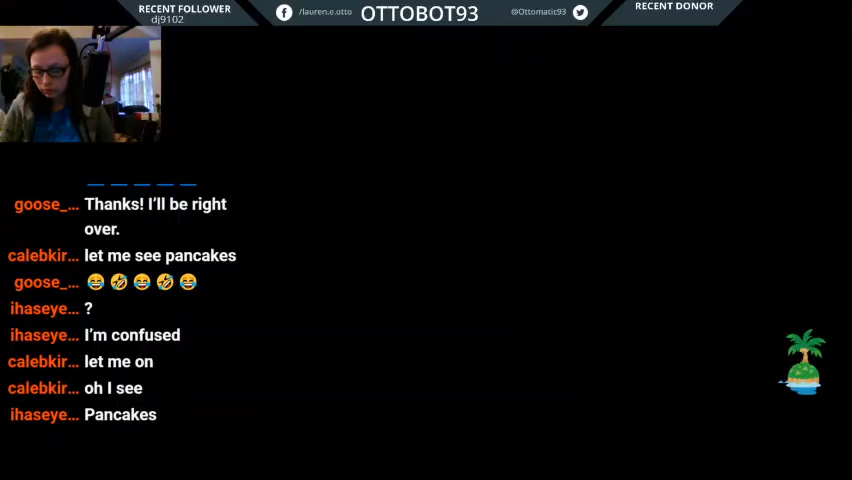 RECENT FOLLOWER
dj9102
/lauren.e.otto
OTTOBOT93
@Ottomatic93
RECENT DONOR
goose_… Thanks! I’ll be right
over.
calebkir… let me see pancakes
goose_… 😂 🤣 😂 🤣 😂
ihaseye… ?
ihaseye… I’m confused
calebkir… let me on
calebkir… oh I see
ihaseye… Pancakes